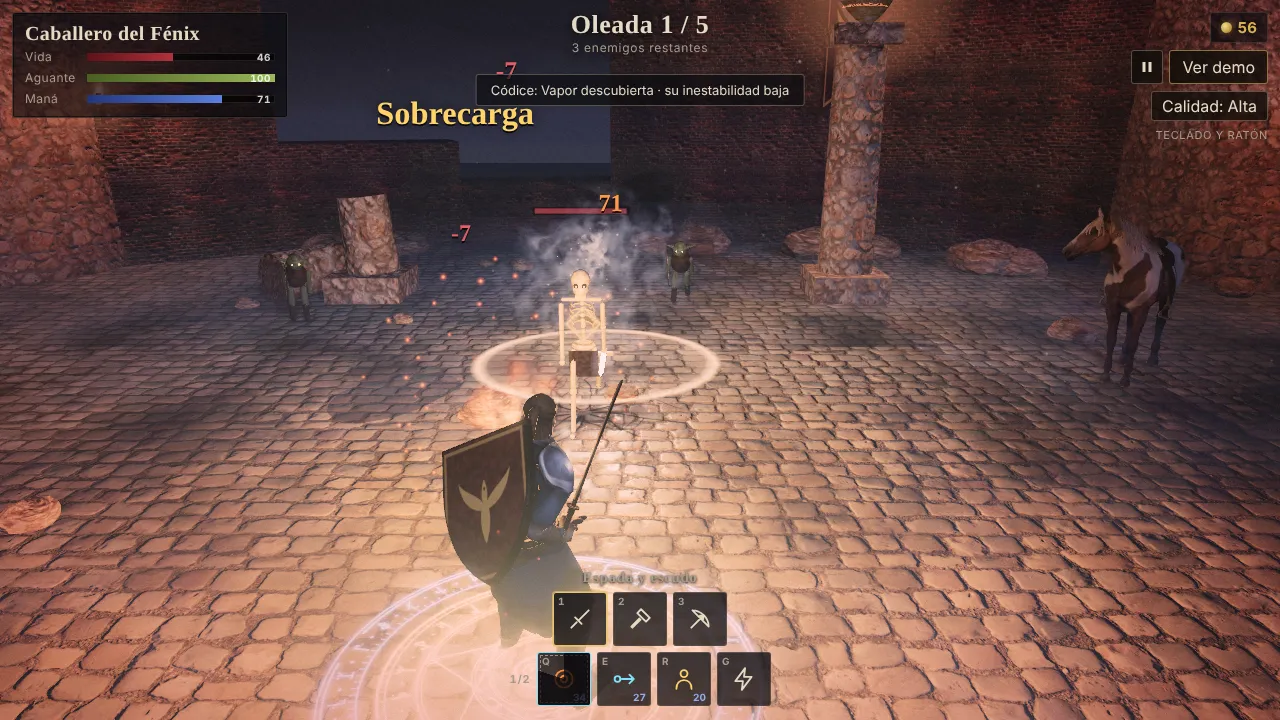 Caballero del Fénix
Vida 46
Aguante 100
Maná 71
Oleada 1 / 5
3 enemigos restantes
-7
Códice: Vapor descubierta · su inestabilidad baja
Sobrecarga
56
Ver demo
Calidad: Alta
TECLADO Y RATÓN
71
-7
Espada y escudo
1
2
3
1/2
Q 34
E 27
R 20
G